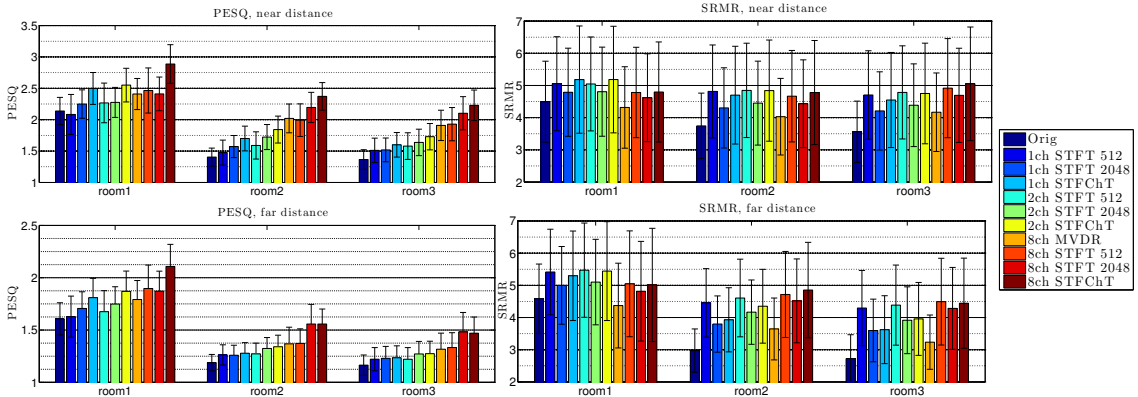 PESQ, near distance
PESQ
3.5
3
2.5
2
1.5
1
room1
room2
room3
SRMR, near distance
SRMR
7
6
5
4
3
2
room1
room2
room3
PESQ, far distance
PESQ
2.5
2
1.5
1
room1
room2
room3
SRMR, far distance
SRMR
7
6
5
4
3
2
room1
room2
room3
Orig
1ch STFT 512
1ch STFT 2048
1ch STFChT
2ch STFT 512
2ch STFT 2048
2ch STFChT
8ch MVDR
8ch STFT 512
8ch STFT 2048
8ch STFChT